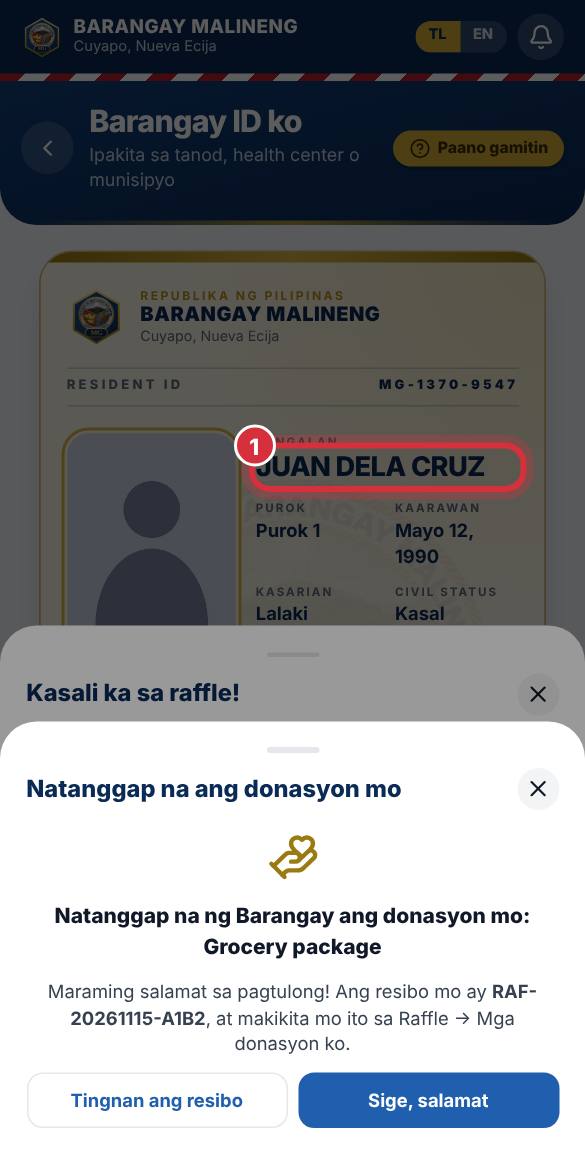 BARANGAY MALINENG
Cuyapo, Nueva Ecija
TL EN
Barangay ID ko
Ipakita sa tanod, health center o
munisipyo
Paano gamitin
REPUBLIKA NG PILIPINAS
BARANGAY MALINENG
Cuyapo, Nueva Ecija
RESIDENT ID MG-1370-9547
1
JUAN DELA CRUZ
PUROK KAARAWAN
Purok 1 Mayo 12,
1990
KASARIAN CIVIL STATUS
Lalaki Kasal
Kasali ka sa raffle!
Natanggap na ang donasyon mo
Natanggap na ng Barangay ang donasyon mo:
Grocery package
Maraming salamat sa pagtulong! Ang resibo mo ay RAF-
20261115-A1B2, at makikita mo ito sa Raffle → Mga
donasyon ko.
Tingnan ang resibo Sige, salamat